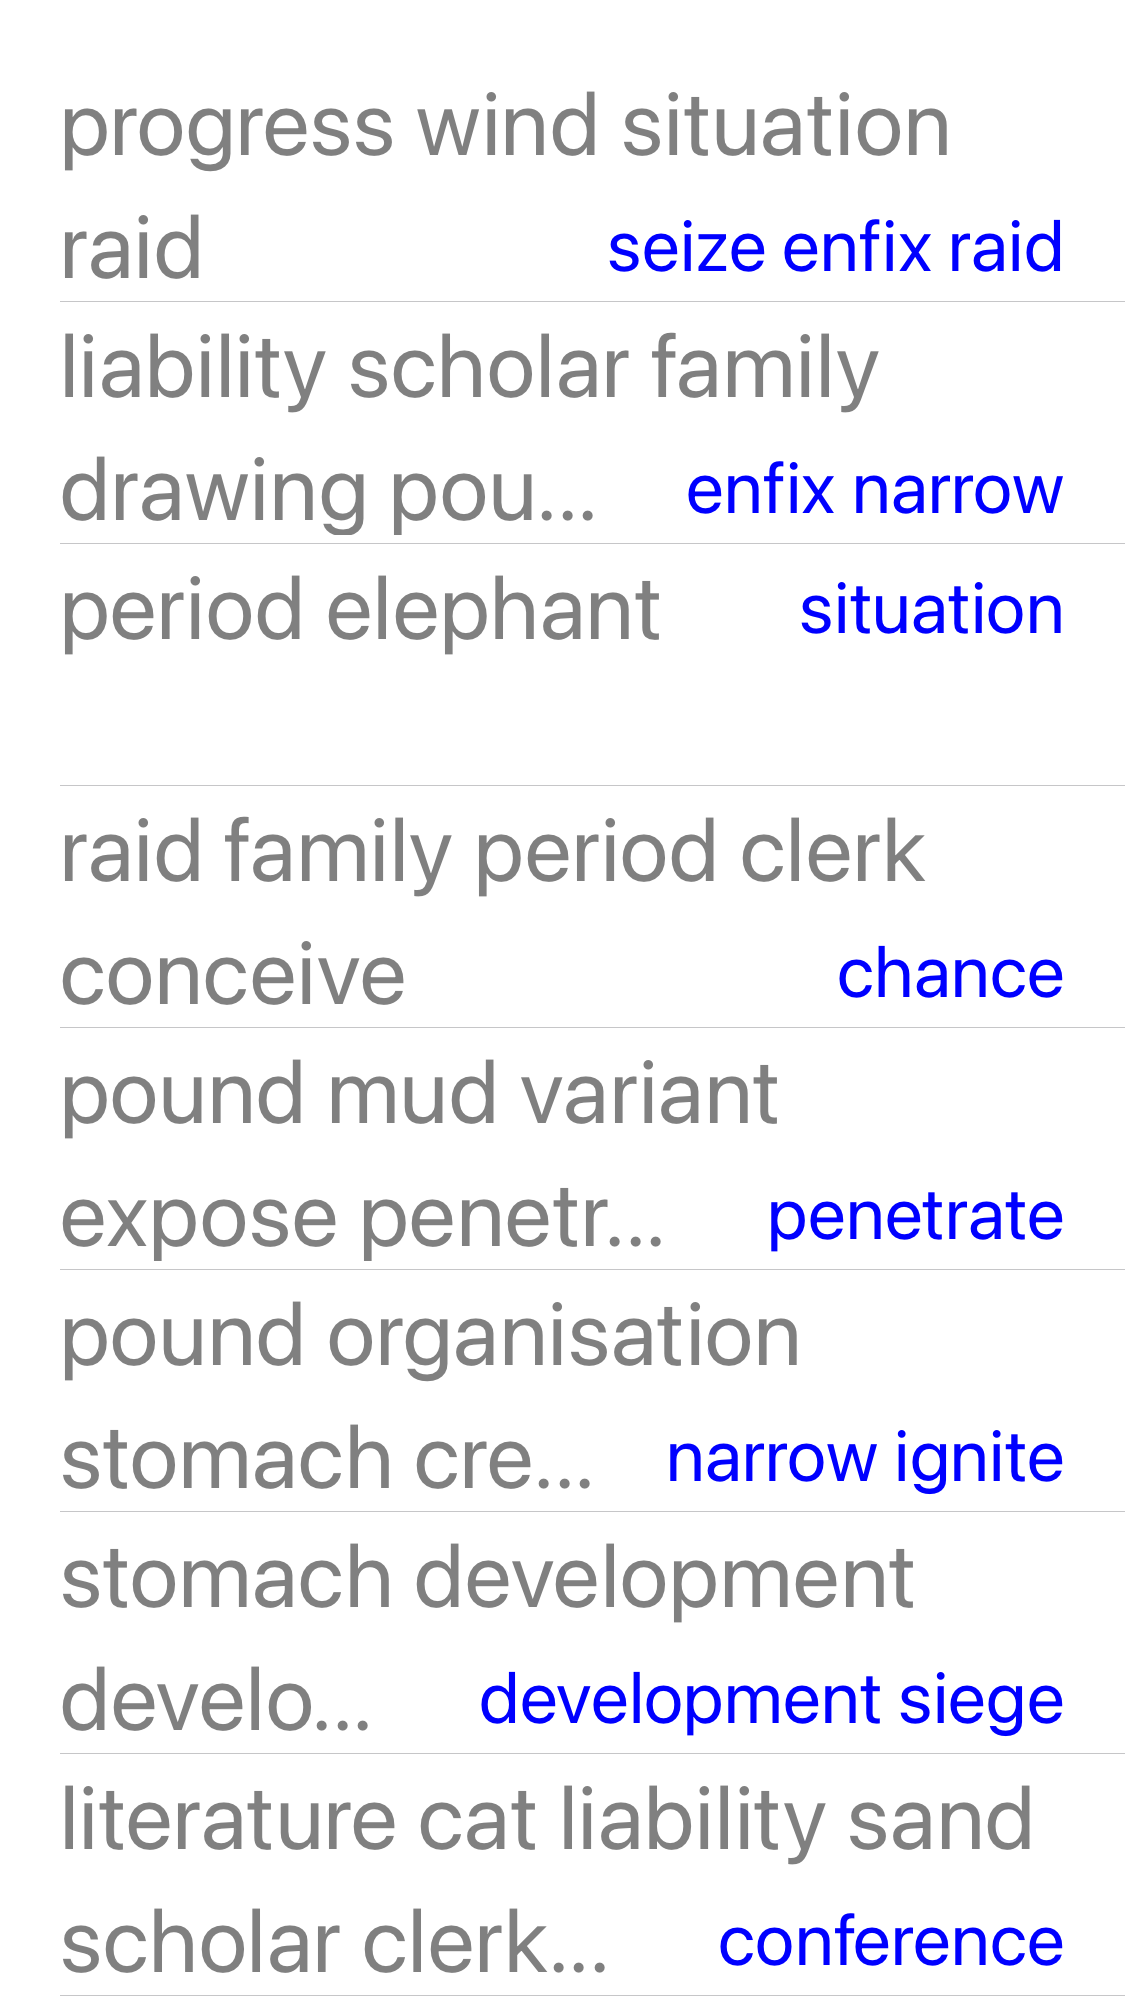 progress wind situation
raid seize enfix raid
liability scholar family
drawing pou... enfix narrow
period elephant situation
raid family period clerk
conceive chance
pound mud variant
expose penetr... penetrate
pound organisation
stomach cre... narrow ignite
stomach development
develo... development siege
literature cat liability sand
scholar clerk... conference